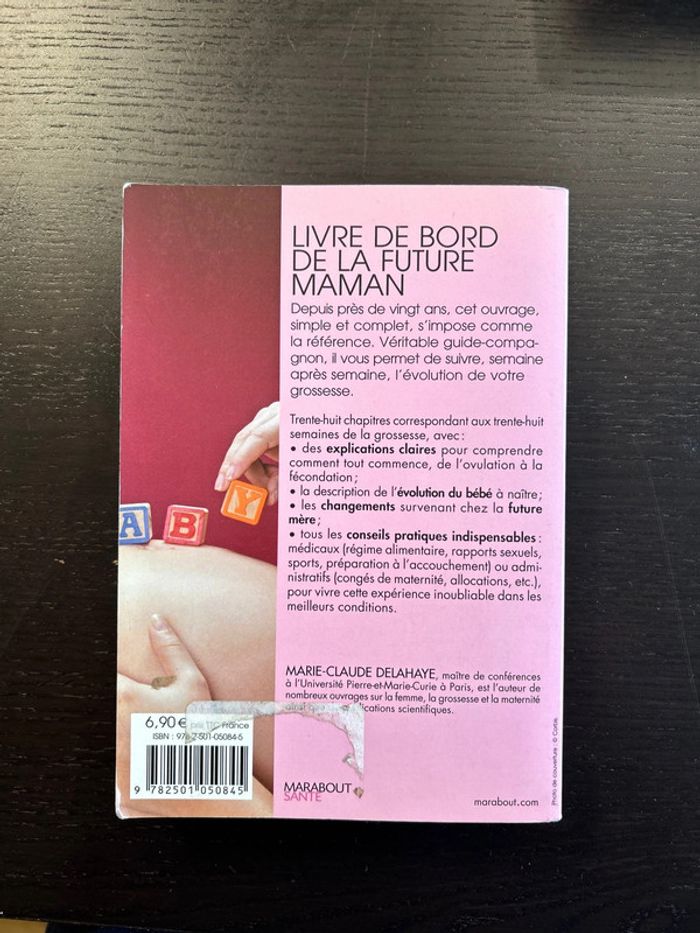 LIVRE DE BORD
DE LA FUTURE
MAMAN
Depuis près de vingt ans, cet ouvrage,
simple et complet, s'impose comme
la référence. Véritable guide-compa-
gnon, il vous permet de suivre, semaine
après semaine, l'évolution de votre
grossesse.
Trente-huit chapitres correspondant aux trente-huit
semaines de la grossesse, avec :
• des explications claires pour comprendre
comment tout commence, de l'ovulation à la
fécondation ;
• la description de l'évolution du bébé à naître ;
• les changements survenant chez la future
mère ;
• tous les conseils pratiques indispensables :
médicaux (régime alimentaire, rapports sexuels,
sports, préparation à l'accouchement) ou admi-
nistratifs (congés de maternité, allocations, etc.),
pour vivre cette expérience inoubliable dans les
meilleurs conditions.
A B Y
MARIE-CLAUDE DELAHAYE, maître de conférences
à l'Université Pierre-et-Marie-Curie à Paris, est l'auteur de
nombreux ouvrages sur la femme, la grossesse et la maternité
scientifiques.
6,90 € prix TTC France
ISBN : 978-2-501-05084-5
9 782501 050845
MARABOUT
SANTÉ
marabout.com
Photo de couverture : © Corbis.